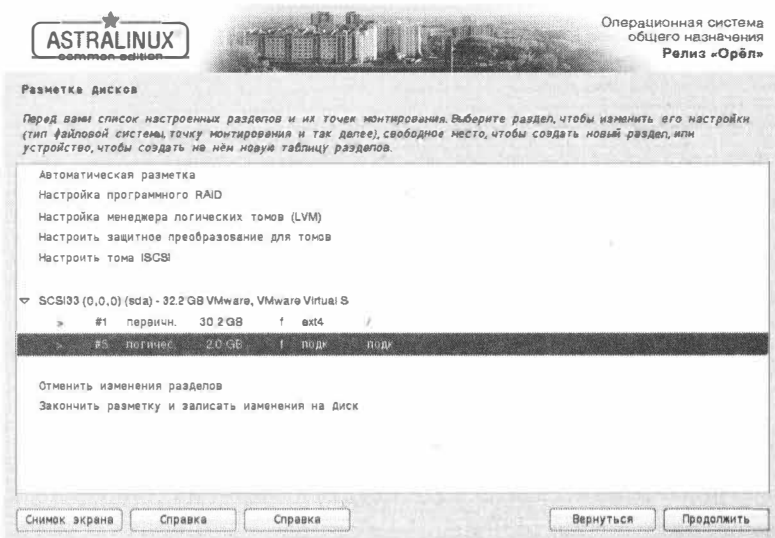 ASTRALINUX
common edition
Операционная система
общего назначения
Релиз «Орёл»
Разметка дисков
Перед вами список настроенных разделов и их точек монтирования. Выберите раздел, чтобы изменить его настройки
(тип файловой системы, точку монтирования и так далее), свободное место, чтобы создать новый раздел, или
устройство, чтобы создать на нём новую таблицу разделов.
Автоматическая разметка
Настройка программного RAID
Настройка менеджера логических томов (LVM)
Настроить защитное преобразование для томов
Настроить тома iSCSI
SCSI33 (0,0,0) (sda) - 32.2 GB VMware, VMware Virtual S
> #1 первичн. 30.2 GB f ext4 /
> #5 логичес. 2.0 GB f подк подк
Отменить изменения разделов
Закончить разметку и записать изменения на диск
Снимок экрана Справка Справка Вернуться Продолжить